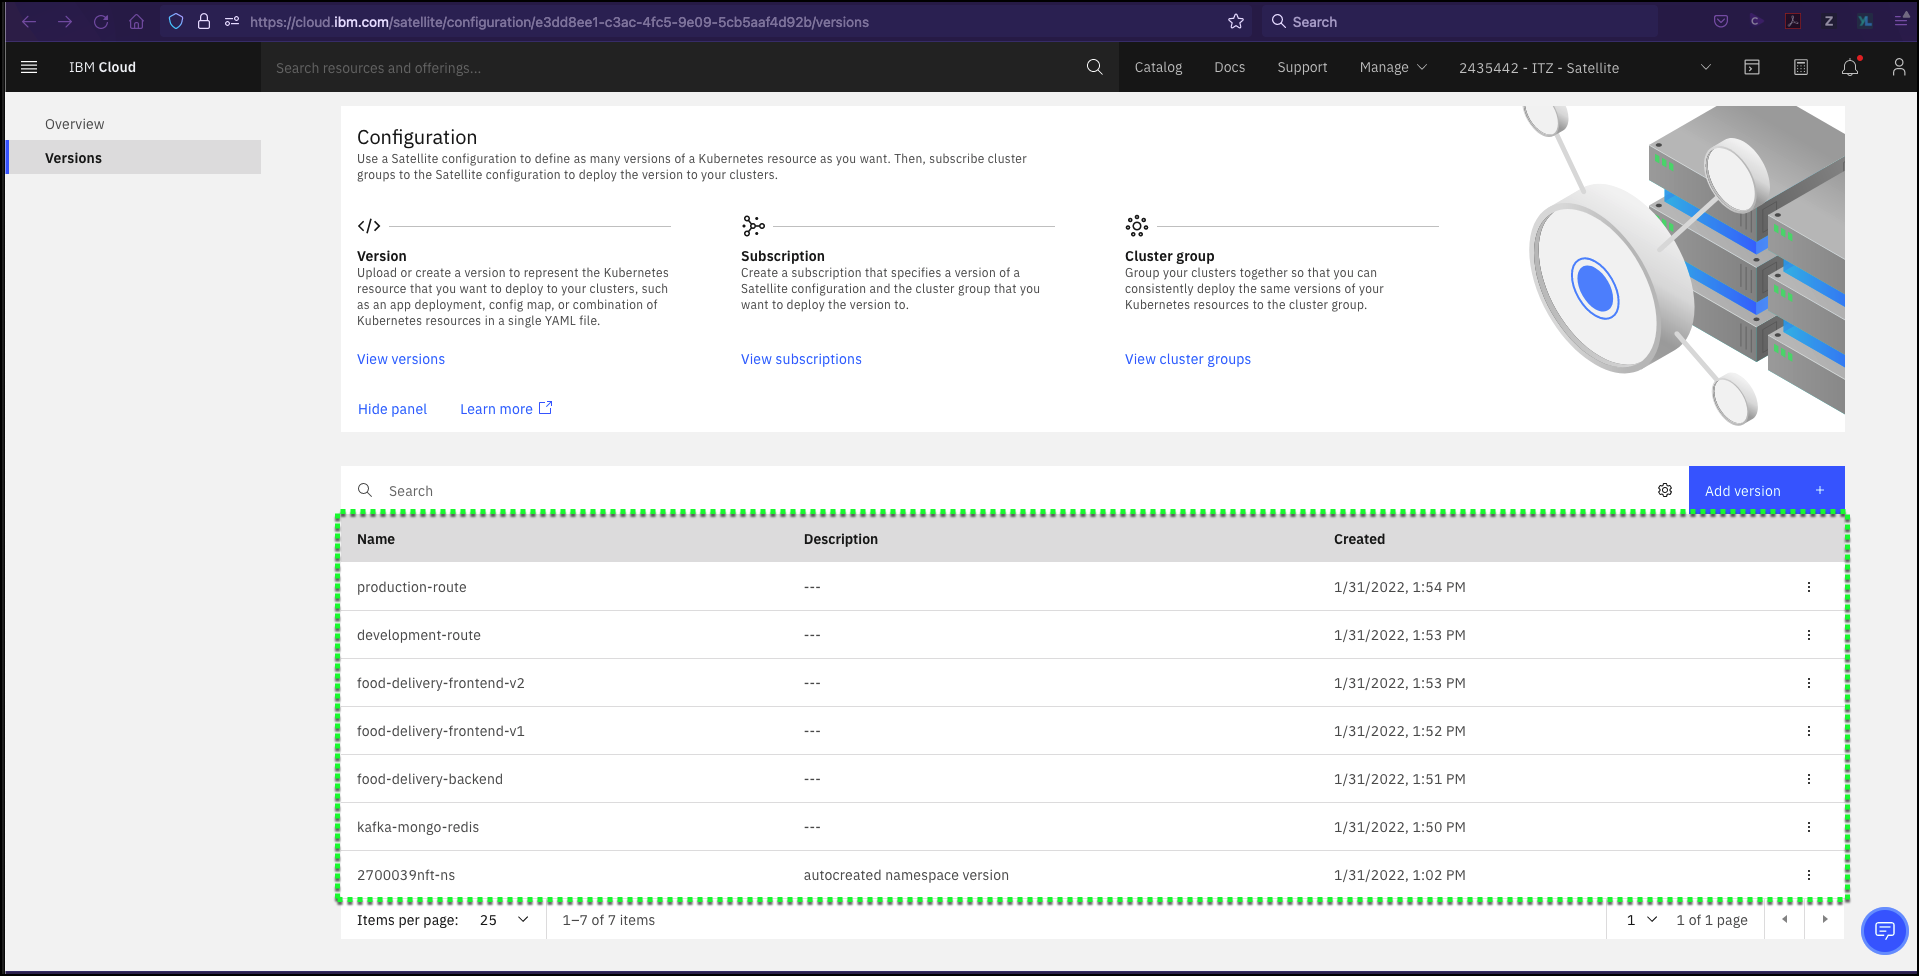 https://cloud.ibm.com/satellite/configuration/e3dd8ee1-c3ac-4fc5-9e09-5cb5aaf4d92b/versions
Search
C
Z
YL
IBM Cloud
Search resources and offerings...
Catalog
Docs
Support
Manage
2435442 - ITZ - Satellite
Overview
Versions
Configuration
Use a Satellite configuration to define as many versions of a Kubernetes resource as you want. Then, subscribe cluster
groups to the Satellite configuration to deploy the version to your clusters.
Version
Upload or create a version to represent the Kubernetes
resource that you want to deploy to your clusters, such
as an app deployment, config map, or combination of
Kubernetes resources in a single YAML file.
View versions
Subscription
Create a subscription that specifies a version of a
Satellite configuration and the cluster group that you
want to deploy the version to.
View subscriptions
Cluster group
Group your clusters together so that you can
consistently deploy the same versions of your
Kubernetes resources to the cluster group.
View cluster groups
Hide panel
Learn more
Search
Add version +
Name Description Created
production-route --- 1/31/2022, 1:54 PM
development-route --- 1/31/2022, 1:53 PM
food-delivery-frontend-v2 --- 1/31/2022, 1:53 PM
food-delivery-frontend-v1 --- 1/31/2022, 1:52 PM
food-delivery-backend --- 1/31/2022, 1:51 PM
kafka-mongo-redis --- 1/31/2022, 1:50 PM
2700039nft-ns autocreated namespace version 1/31/2022, 1:02 PM
Items per page: 25 1–7 of 7 items 1 1 of 1 page